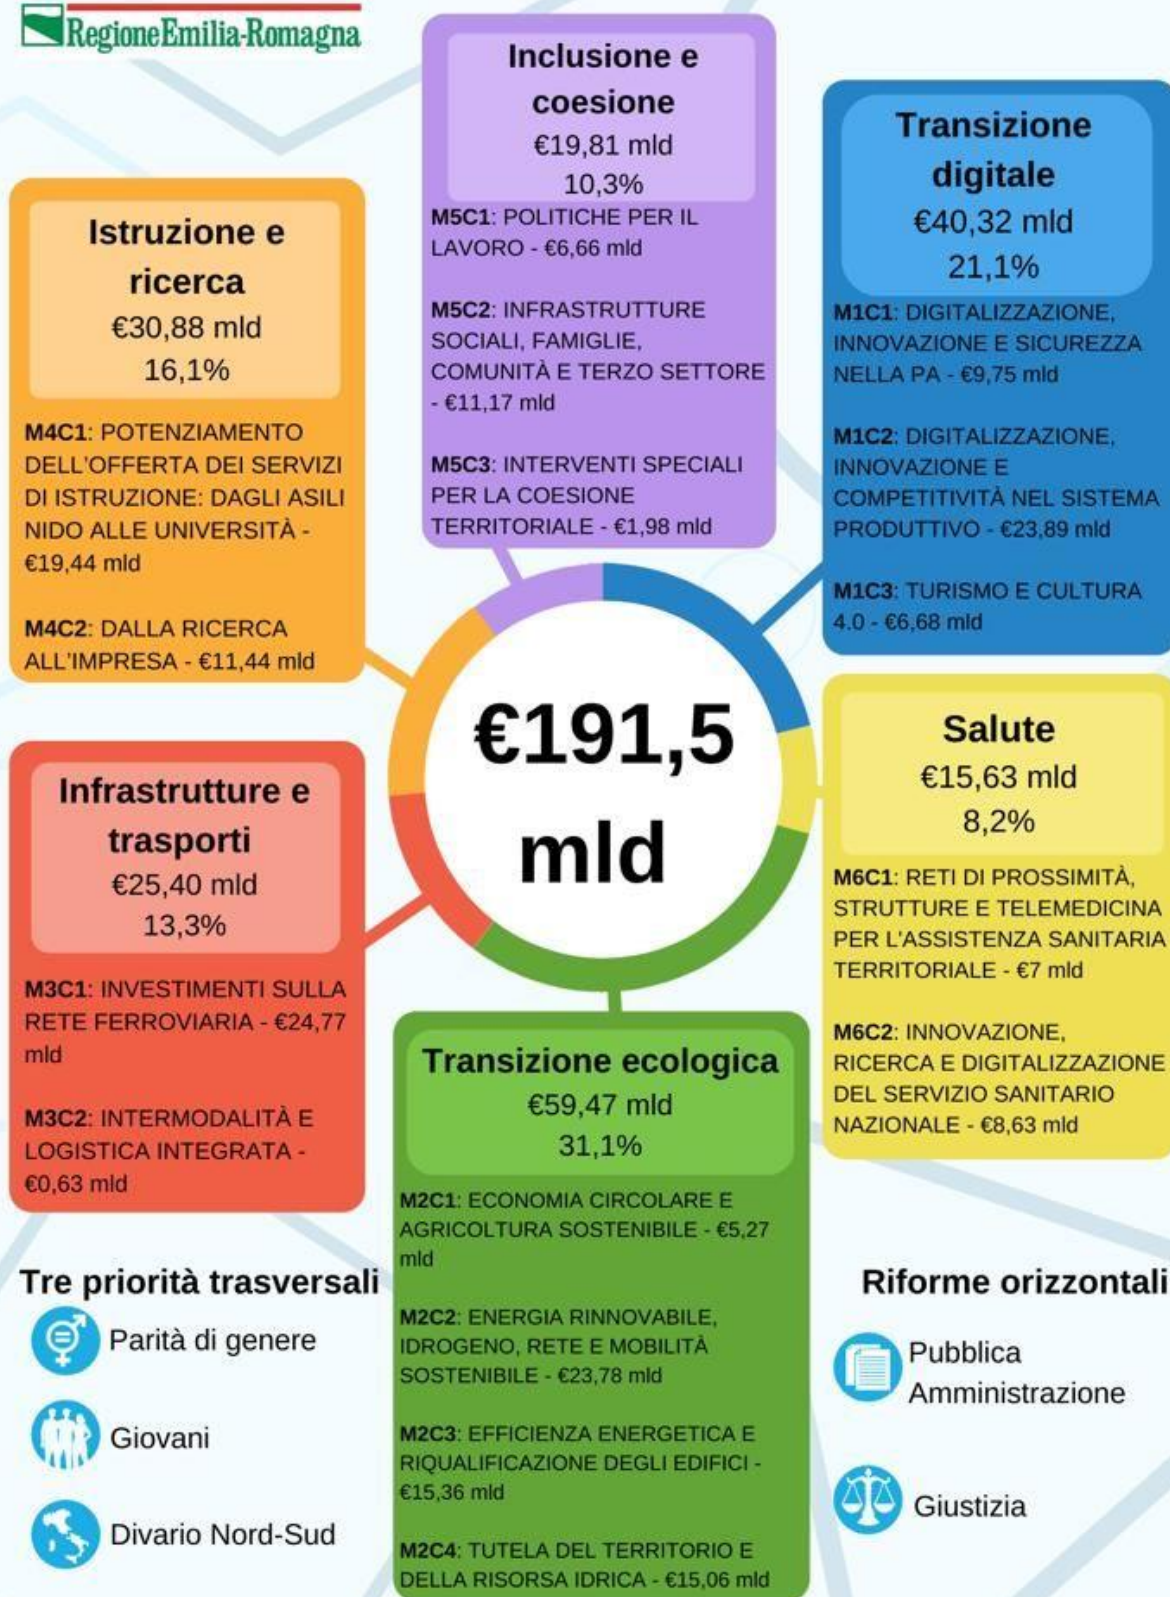 RegioneEmilia-Romagna
Inclusione e
coesione
€19,81 mld
10,3%
M5C1: POLITICHE PER IL
LAVORO - €6,66 mld
M5C2: INFRASTRUTTURE
SOCIALI, FAMIGLIE,
COMUNITÀ E TERZO SETTORE
- €11,17 mld
M5C3: INTERVENTI SPECIALI
PER LA COESIONE
TERRITORIALE - €1,98 mld
Transizione
digitale
€40,32 mld
21,1%
M1C1: DIGITALIZZAZIONE,
INNOVAZIONE E SICUREZZA
NELLA PA - €9,75 mld
M1C2: DIGITALIZZAZIONE,
INNOVAZIONE E
COMPETITIVITÀ NEL SISTEMA
PRODUTTIVO - €23,89 mld
M1C3: TURISMO E CULTURA
4.0 - €6,68 mld
Istruzione e
ricerca
€30,88 mld
16,1%
M4C1: POTENZIAMENTO
DELL'OFFERTA DEI SERVIZI
DI ISTRUZIONE: DAGLI ASILI
NIDO ALLE UNIVERSITÀ -
€19,44 mld
M4C2: DALLA RICERCA
ALL'IMPRESA - €11,44 mld
€191,5
mld
Salute
€15,63 mld
8,2%
M6C1: RETI DI PROSSIMITÀ,
STRUTTURE E TELEMEDICINA
PER L'ASSISTENZA SANITARIA
TERRITORIALE - €7 mld
M6C2: INNOVAZIONE,
RICERCA E DIGITALIZZAZIONE
DEL SERVIZIO SANITARIO
NAZIONALE - €8,63 mld
Infrastrutture e
trasporti
€25,40 mld
13,3%
M3C1: INVESTIMENTI SULLA
RETE FERROVIARIA - €24,77
mld
M3C2: INTERMODALITÀ E
LOGISTICA INTEGRATA -
€0,63 mld
Transizione ecologica
€59,47 mld
31,1%
M2C1: ECONOMIA CIRCOLARE E
AGRICOLTURA SOSTENIBILE - €5,27
mld
M2C2: ENERGIA RINNOVABILE,
IDROGENO, RETE E MOBILITÀ
SOSTENIBILE - €23,78 mld
M2C3: EFFICIENZA ENERGETICA E
RIQUALIFICAZIONE DEGLI EDIFICI -
€15,36 mld
M2C4: TUTELA DEL TERRITORIO E
DELLA RISORSA IDRICA - €15,06 mld
Tre priorità trasversali
Parità di genere
Giovani
Divario Nord-Sud
Riforme orizzontali
Pubblica
Amministrazione
Giustizia